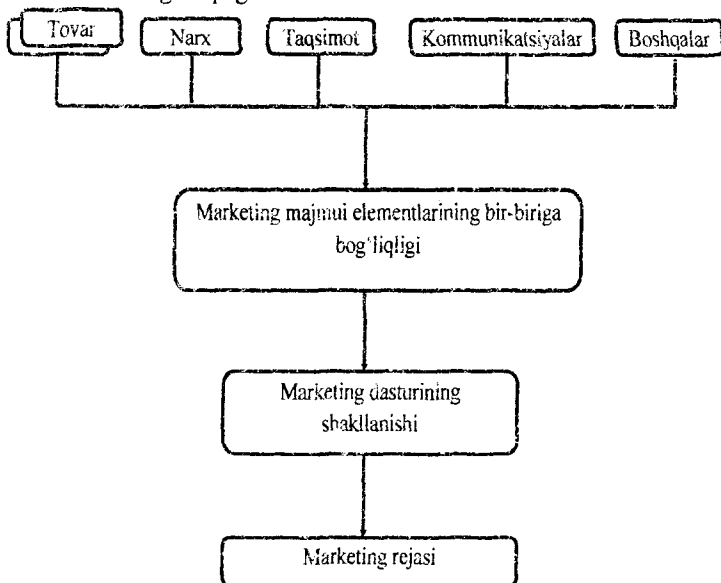 Tovar
Narx
Taqsimot
Kommunikatsiyalar
Boshqalar
Marketing majmui elementlarining bir-biriga
bog‘liqligi
Marketing dasturining
shakllanishi
Marketing rejasi